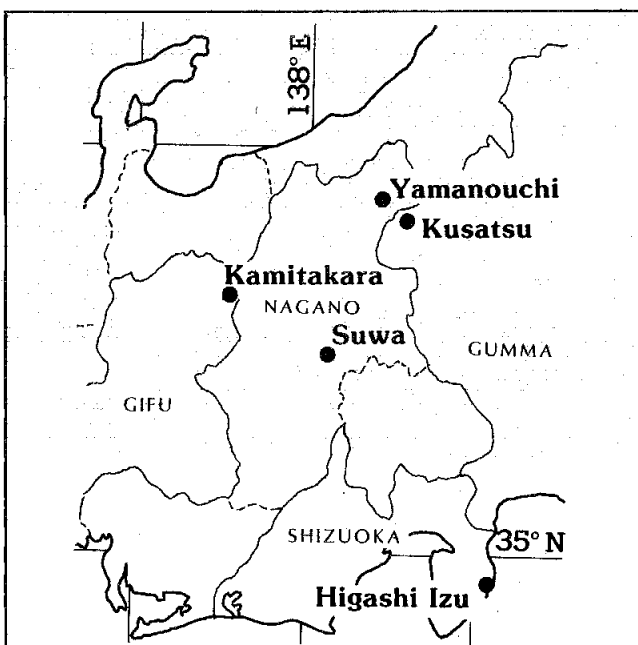 138° E
Yamanouchi
Kusatsu
Kamitakara
NAGANO
Suwa
GUMMA
GIFU
SHIZUOKA
35° N
Higashi Izu